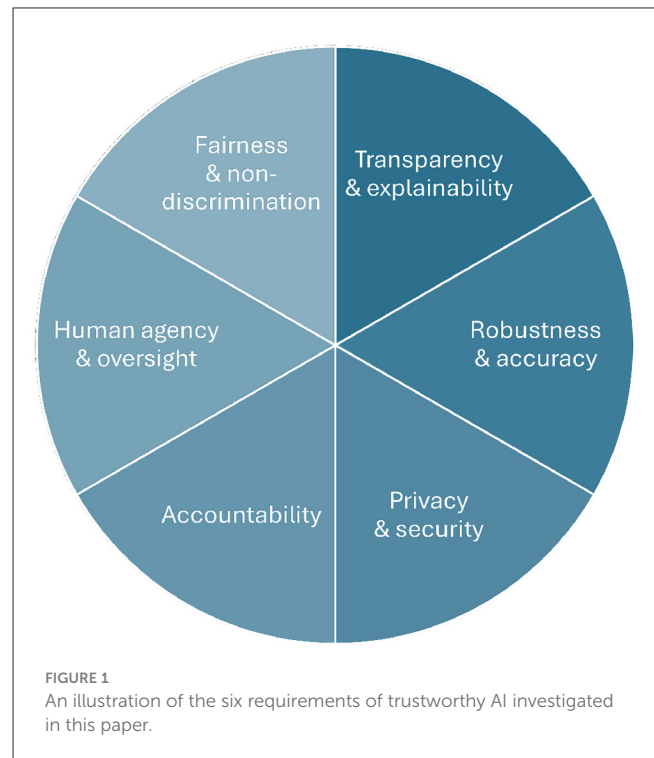 Fairness
& non-
discrimination
Transparency
& explainability
Human agency
& oversight
Robustness
& accuracy
Accountability
Privacy
& security
FIGURE 1
An illustration of the six requirements of trustworthy AI investigated
in this paper.